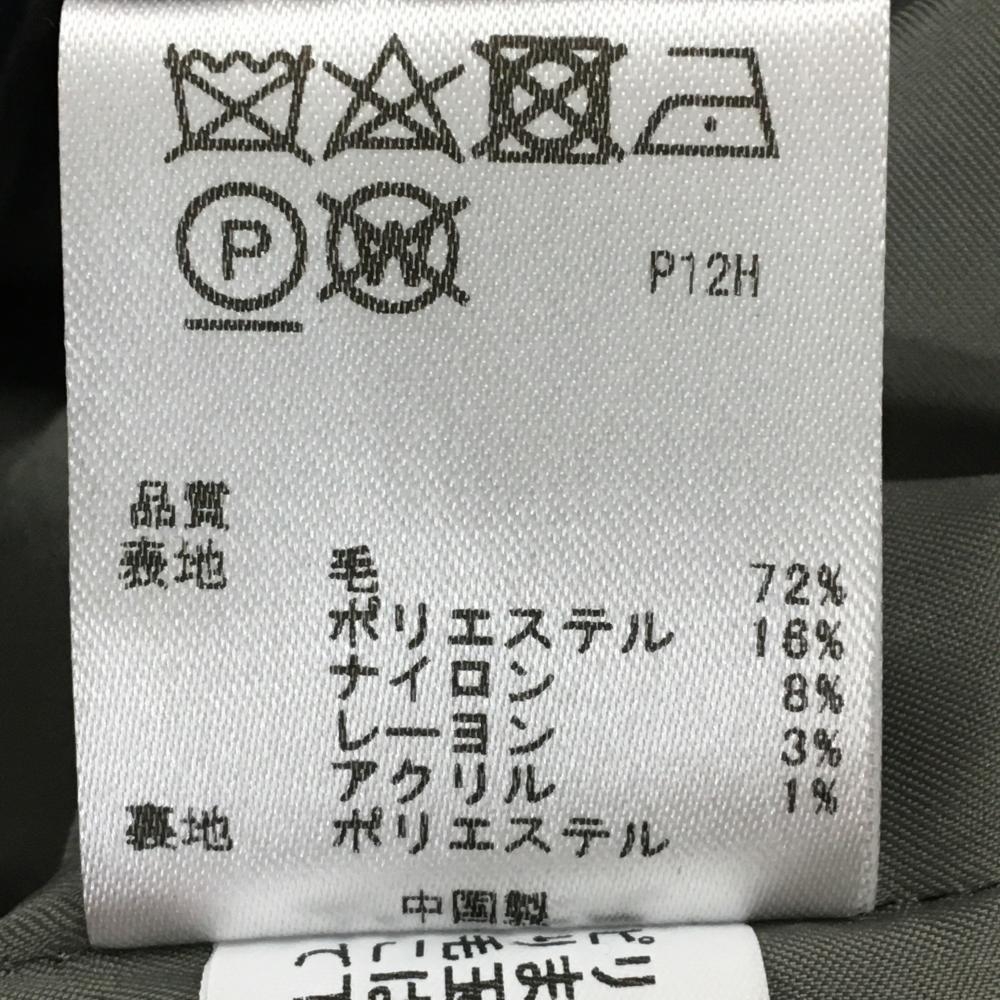 P W P12H
品質
表地 毛 72%
ポリエステル 16%
ナイロン 8%
レーヨン 3%
アクリル 1%
裏地 ポリエステル
中国製